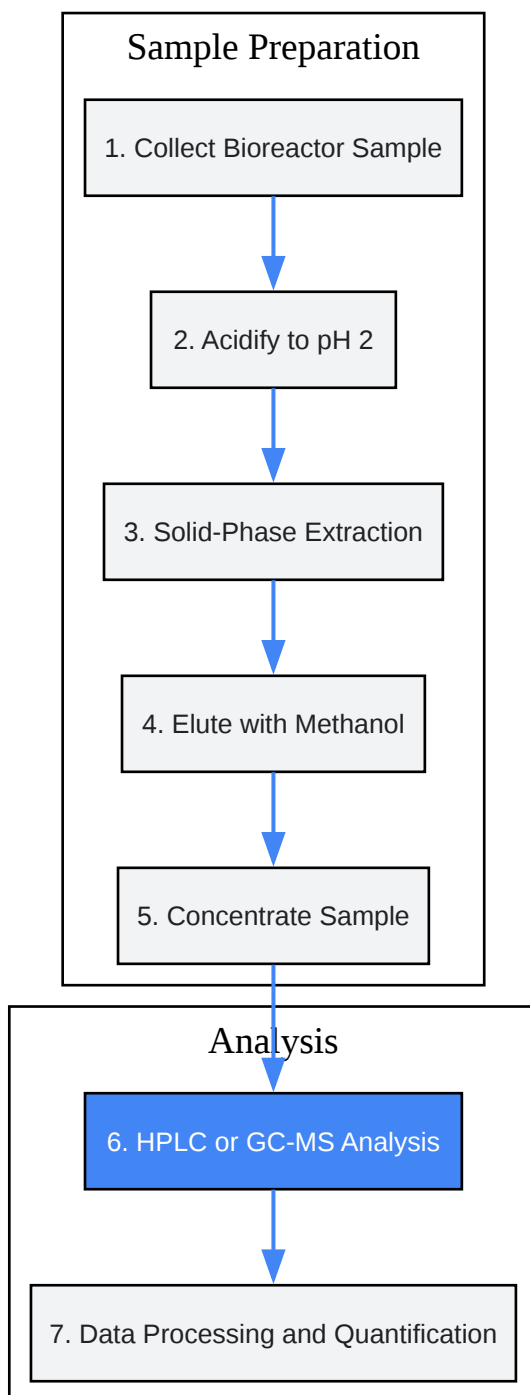 Sample Preparation
1. Collect Bioreactor Sample
2. Acidify to pH 2
3. Solid-Phase Extraction
4. Elute with Methanol
5. Concentrate Sample
Analysis
6. HPLC or GC-MS Analysis
7. Data Processing and Quantification